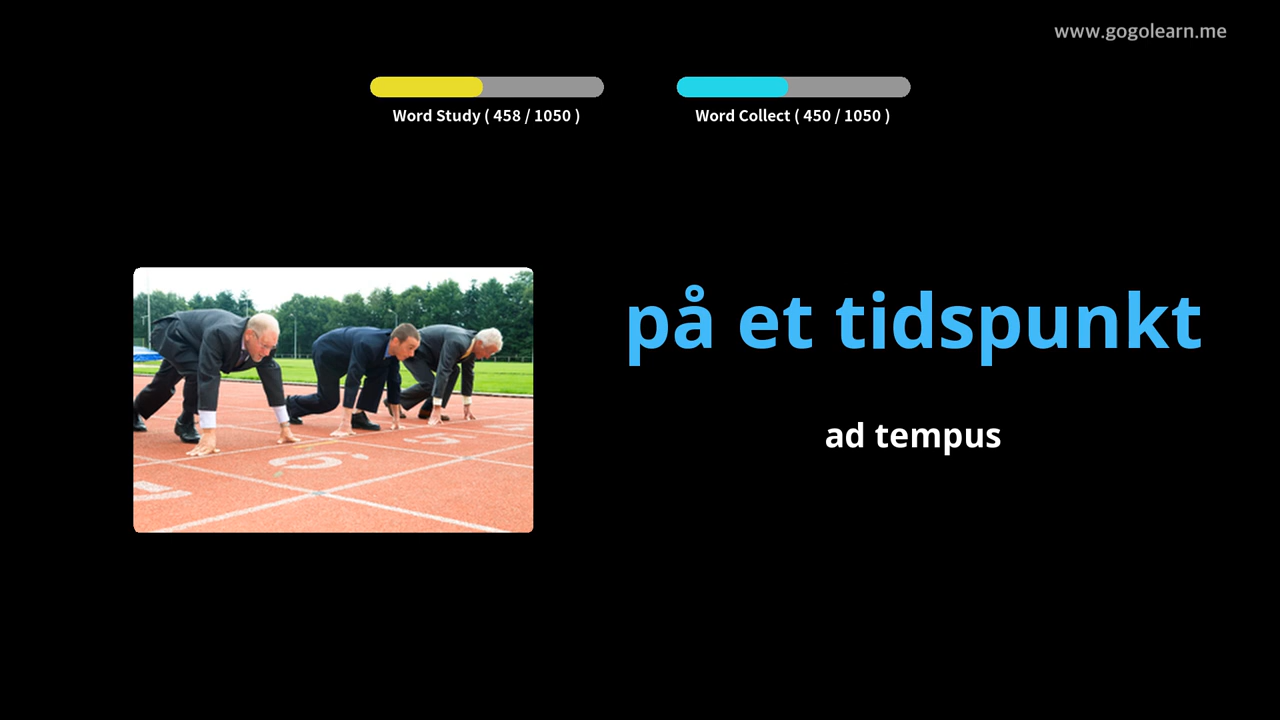 www.gogolearn.me
Word Study ( 458 / 1050 )
Word Collect ( 450 / 1050 )
på et tidspunkt
ad tempus